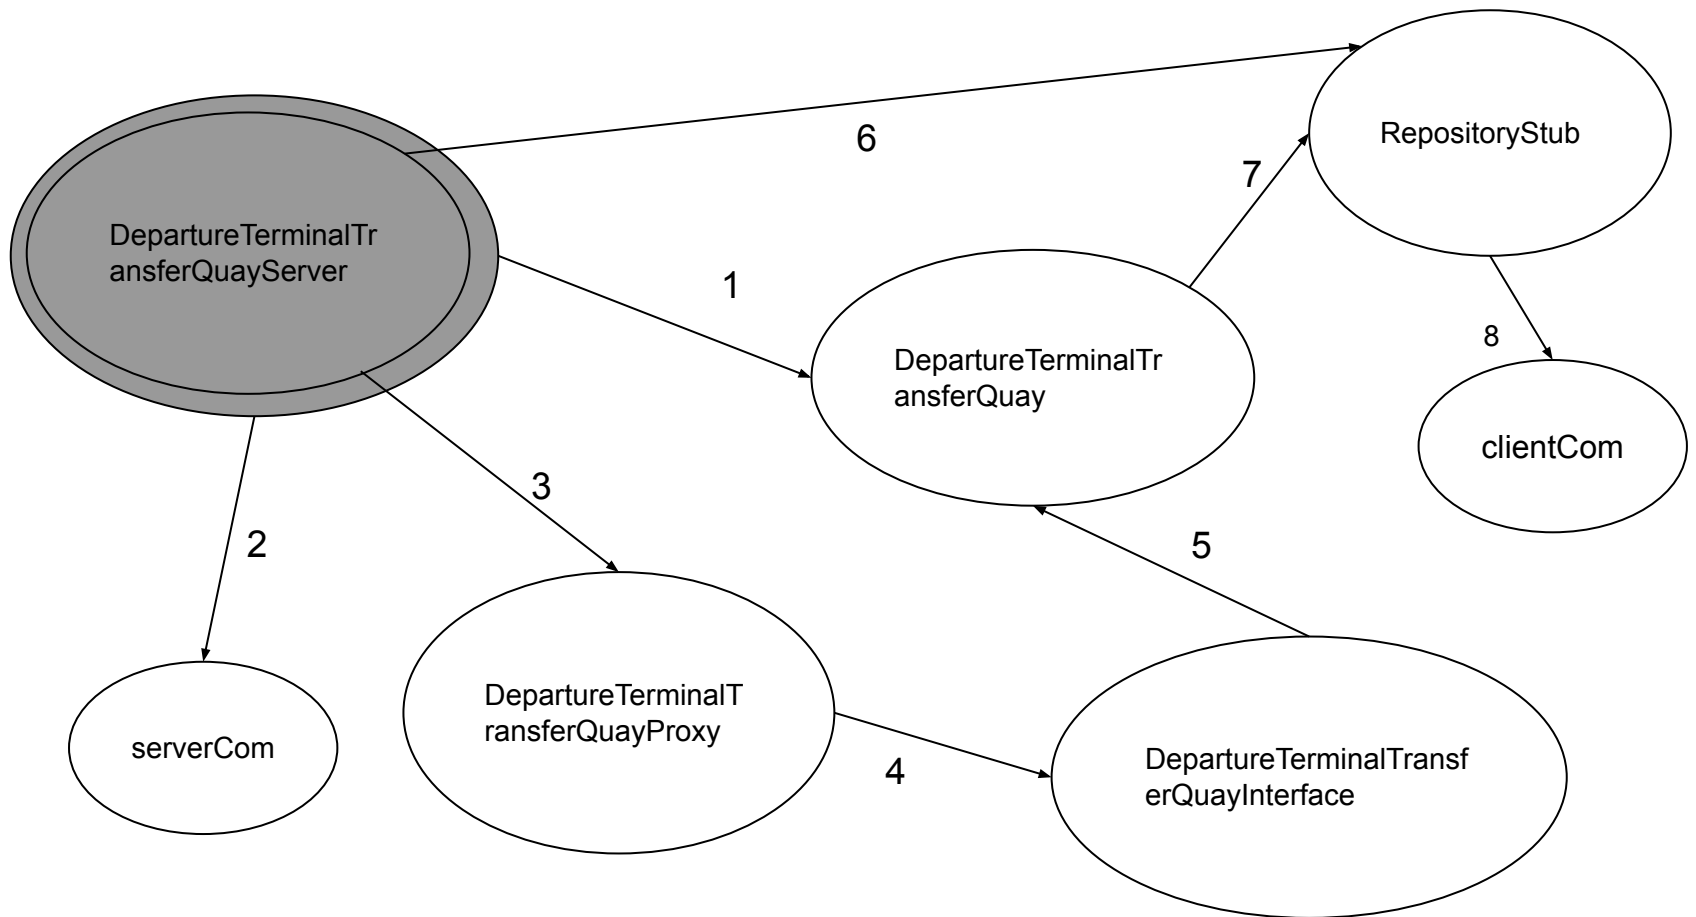 6
RepositoryStub
7
DepartureTerminalTr
ansferQuayServer
1
8
DepartureTerminalTr
ansferQuay
clientCom
3
2
5
DepartureTerminalT
ransferQuayProxy
serverCom
4
DepartureTerminalTransf
erQuayInterface